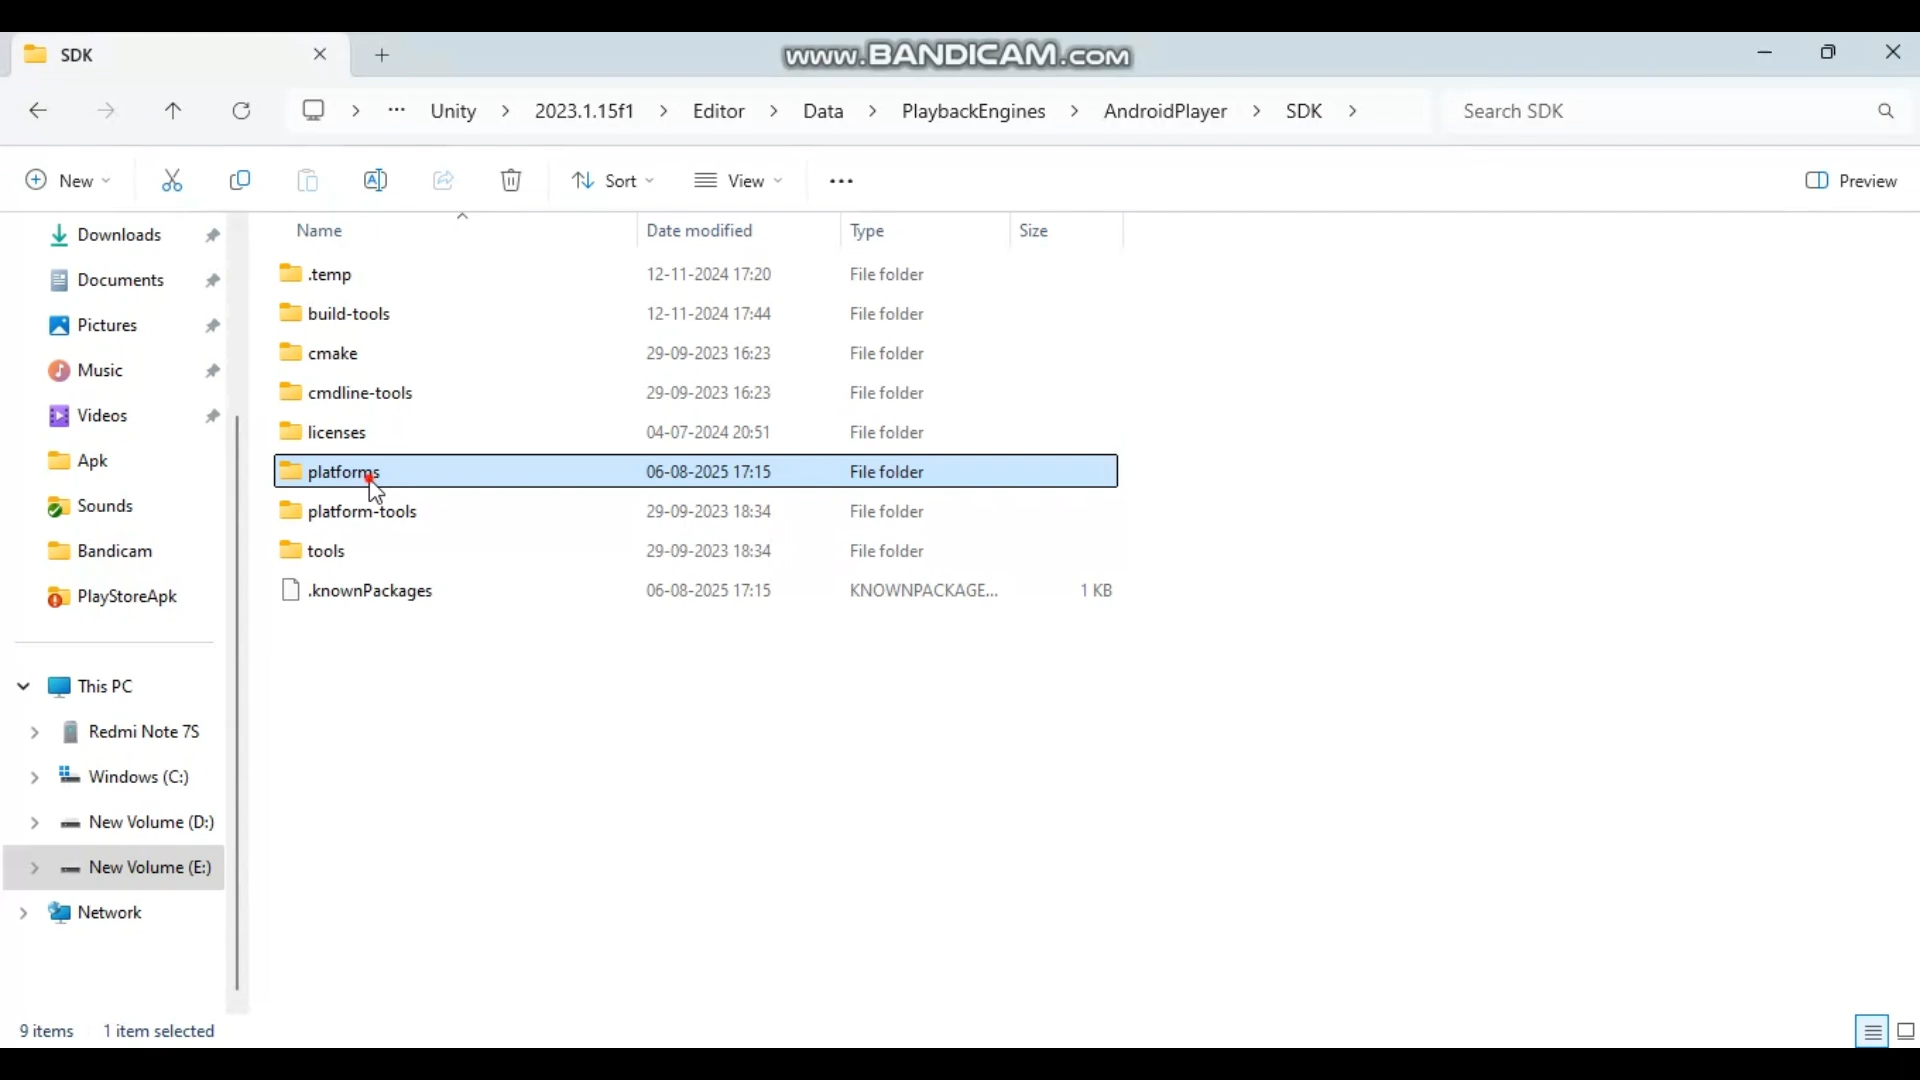 SDK
www.BANDICAM.com
Unity 2023.1.15f1 Editor Data PlaybackEngines AndroidPlayer SDK
Search SDK
New Sort View Preview
Name Date modified Type Size
Downloads
Documents
Pictures
Music
Videos
Apk
Sounds
Bandicam
PlayStoreApk
This PC
Redmi Note 7S
Windows (C:)
New Volume (D:)
New Volume (E:)
Network
.temp 12-11-2024 17:20 File folder
build-tools 12-11-2024 17:44 File folder
cmake 29-09-2023 16:23 File folder
cmdline-tools 29-09-2023 16:23 File folder
licenses 04-07-2024 20:51 File folder
platforms 06-08-2025 17:15 File folder
platform-tools 29-09-2023 18:34 File folder
tools 29-09-2023 18:34 File folder
.knownPackages 06-08-2025 17:15 KNOWNPACKAGE... 1 KB
9 items 1 item selected